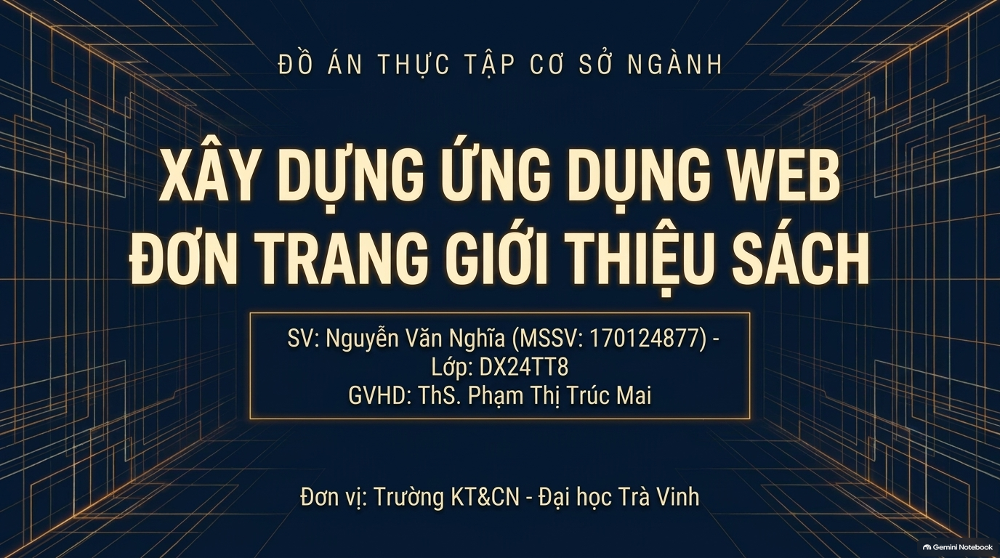 ĐỒ ÁN THỰC TẬP CƠ SỞ NGÀNH
XÂY DỰNG ỨNG DỤNG WEB
ĐƠN TRANG GIỚI THIỆU SÁCH
SV: Nguyễn Văn Nghĩa (MSSV: 170124877) -
Lớp: DX24TT8
GVHD: ThS. Phạm Thị Trúc Mai
Đơn vị: Trường KT&CN - Đại học Trà Vinh
Gemini Notebook